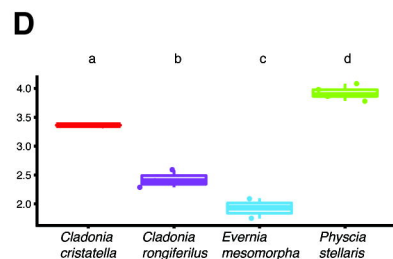 D
a b c d
4.0
3.5
3.0
2.5
2.0
Cladonia Cladonia Evernia Physcia
cristatella rongiferilus mesomorpha stellaris